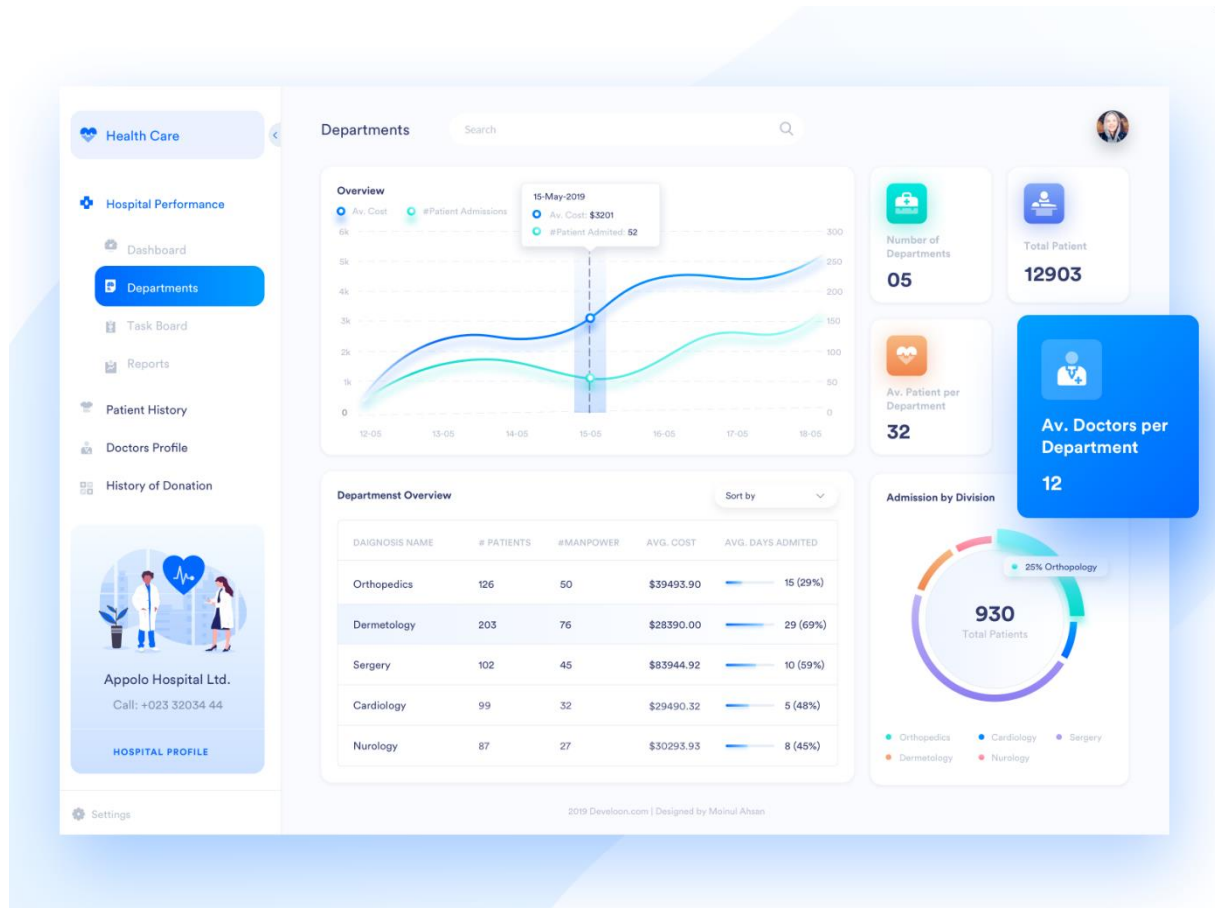 Health Care
Hospital Performance
Dashboard
Departments
Task Board
Reports
Patient History
Doctors Profile
History of Donation
Appolo Hospital Ltd.
Call: +023 32034 44
HOSPITAL PROFILE
Settings
Departments
Search
Overview
Av. Cost
#Patient Admissions
15-May-2019
Av. Cost: $3201
#Patient Admited: 52
6k
5k
4k
3k
2k
1k
0
300
250
200
150
100
50
0
12-05 13-05 14-05 15-05 16-05 17-05 18-05
Number of
Departments
05
Total Patient
12903
Av. Patient per
Department
32
Av. Doctors per
Department
12
Departmenst Overview
Sort by
DAIGNOSIS NAME # PATIENTS #MANPOWER AVG. COST AVG. DAYS ADMITED
Orthopedics 126 50 $39493.90 15 (29%)
Dermetology 203 76 $28390.00 29 (69%)
Sergery 102 45 $83944.92 10 (59%)
Cardiology 99 32 $29490.32 5 (48%)
Nurology 87 27 $30293.93 8 (45%)
Admission by Division
25% Orthopology
930
Total Patients
Orthopedics Cardiology Sergery
Dermetology Nurology
2019 Develoon.com | Designed by Moinul Ahsan